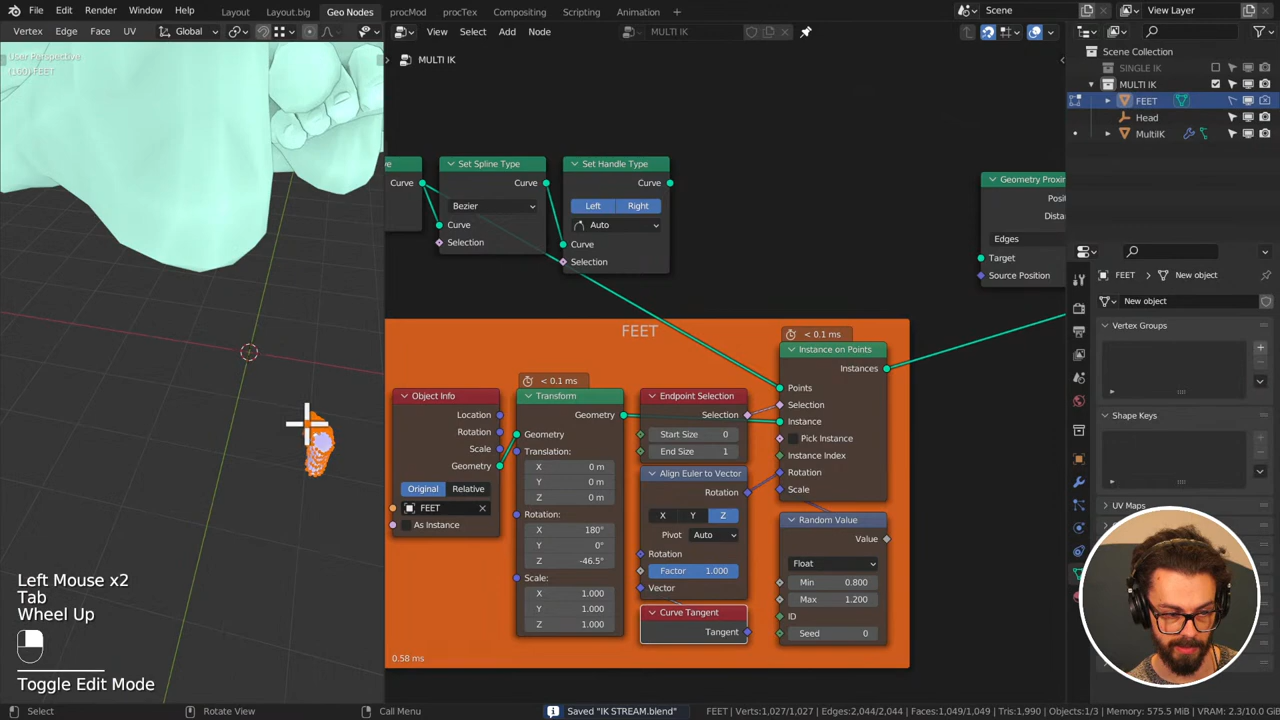 File Edit Render Window Help Layout Layout.big Geo Nodes procMod procTex Compositing Scripting Animation + Scene View Layer
Vertex Edge Face UV Global View Select Add Node MULTI IK
User Perspective
(160) FEET
MULTI IK
Scene Collection
SINGLE IK
MULTI IK
FEET
Head
MultiIK
Set Spline Type
Curve Curve
Bezier
Curve
Selection
Set Handle Type
Curve
Left Right
Auto
Curve
Selection
Geometry Proxi
Posi
Dista
Edges
Target
Source Position
FEET
Object Info
Location
Rotation
Scale
Geometry
Original Relative
FEET
As Instance
< 0.1 ms
Transform
Geometry
Geometry
Translation:
X 0 m
Y 0 m
Z 0 m
Rotation:
X 180°
Y 0°
Z -46.5°
Scale:
X 1.000
Y 1.000
Z 1.000
Endpoint Selection
Selection
Start Size 0
End Size 1
Align Euler to Vector
Rotation
X Y Z
Pivot Auto
Rotation
Factor 1.000
Vector
Curve Tangent
Tangent
< 0.1 ms
Instance on Points
Instances
Points
Selection
Instance
Pick Instance
Instance Index
Rotation
Scale
Random Value
Value
Float
Min 0.800
Max 1.200
ID
Seed 0
0.58 ms
FEET New object
New object
Vertex Groups
Shape Keys
UV Maps
Left Mouse x2
Tab
Wheel Up
Toggle Edit Mode
Select Rotate View Call Menu Saved "IK STREAM.blend" FEET | Verts:1,027/1,027 | Edges:2,044/2,044 | Faces:1,049/1,049 | Tris:1,990 | Objects:1/3 | Memory: 575.5 MiB | VRAM: 2.3/10.0 G